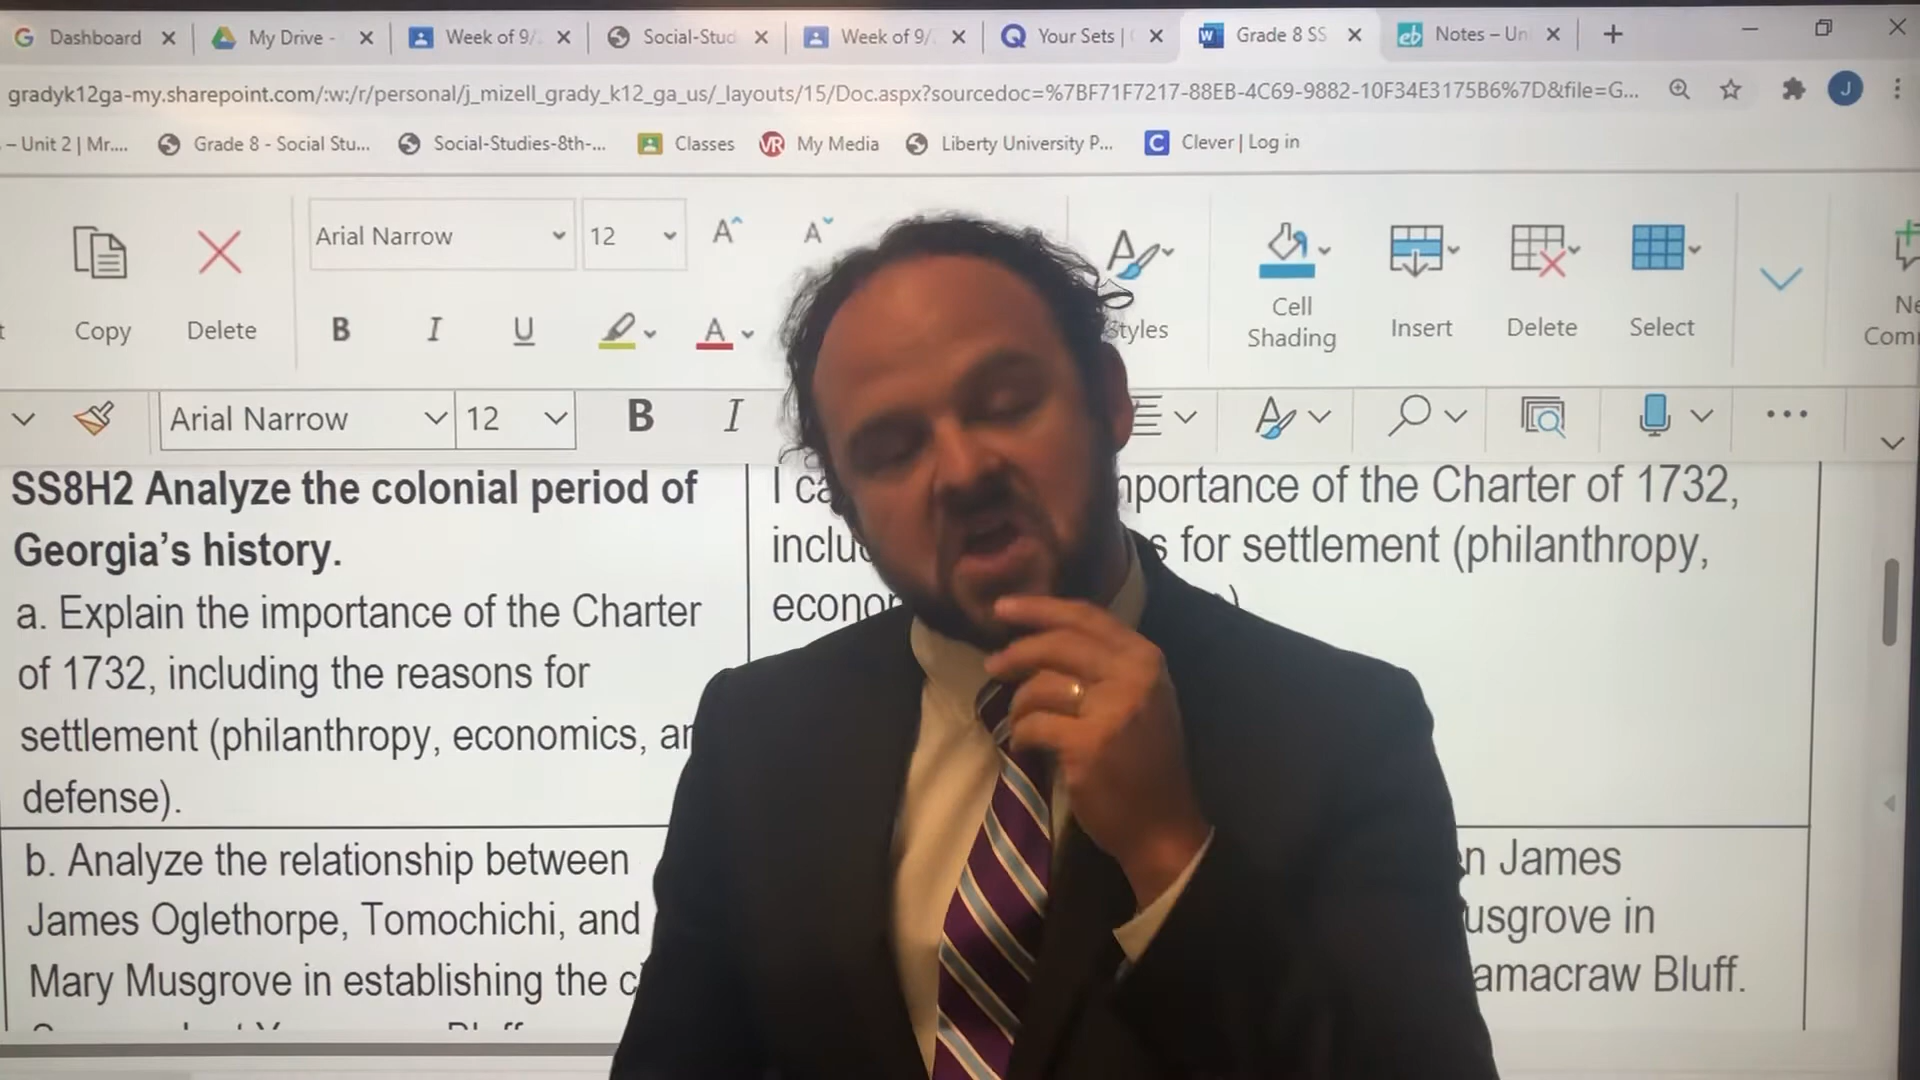 Dashboard My Drive - Week of 9/ Social-Stud Week of 9/ Your Sets | Grade 8 SS Notes – Un
gradyk12ga-my.sharepoint.com/:w:/r/personal/j_mizell_grady_k12_ga_us/_layouts/15/Doc.aspx?sourcedoc=%7BF71F7217-88EB-4C69-9882-10F34E3175B6%7D&file=G... J
– Unit 2 | Mr.... Grade 8 - Social Stu... Social-Studies-8th-... Classes My Media Liberty University P... Clever | Log in
Arial Narrow 12
Copy Delete B I U A Styles Cell Shading Insert Delete Select
Arial Narrow 12 B I
SS8H2 Analyze the colonial period of
Georgia's history.
a. Explain the importance of the Charter
of 1732, including the reasons for
settlement (philanthropy, economics, an
defense).
I ca mportance of the Charter of 1732,
includ s for settlement (philanthropy,
econom
b. Analyze the relationship between
James Oglethorpe, Tomochichi, and
Mary Musgrove in establishing the ci
n James
usgrove in
amacraw Bluff.